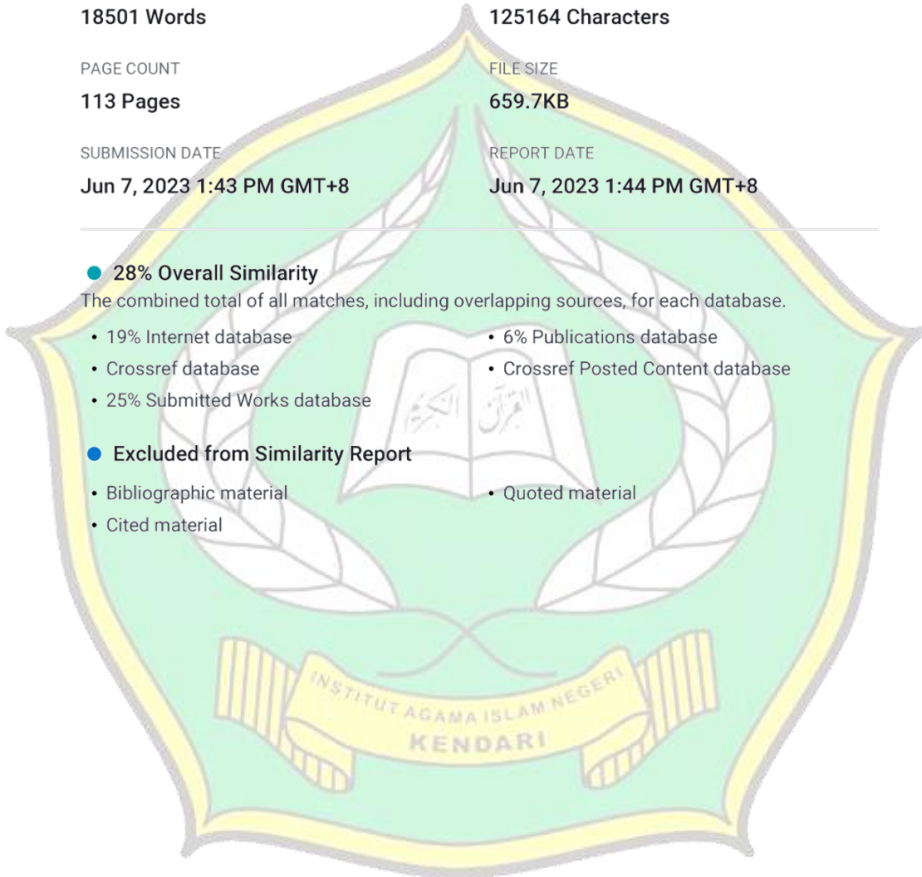 18501 Words
125164 Characters
PAGE COUNT
FILE SIZE
113 Pages
659.7KB
SUBMISSION DATE
REPORT DATE
Jun 7, 2023 1:43 PM GMT+8
Jun 7, 2023 1:44 PM GMT+8
● 28% Overall Similarity
The combined total of all matches, including overlapping sources, for each database.
• 19% Internet database
• 6% Publications database
• Crossref database
• Crossref Posted Content database
• 25% Submitted Works database
القرآن الكريم
● Excluded from Similarity Report
• Bibliographic material
• Quoted material
• Cited material
INSTITUT AGAMA ISLAM NEGERI
KENDARI